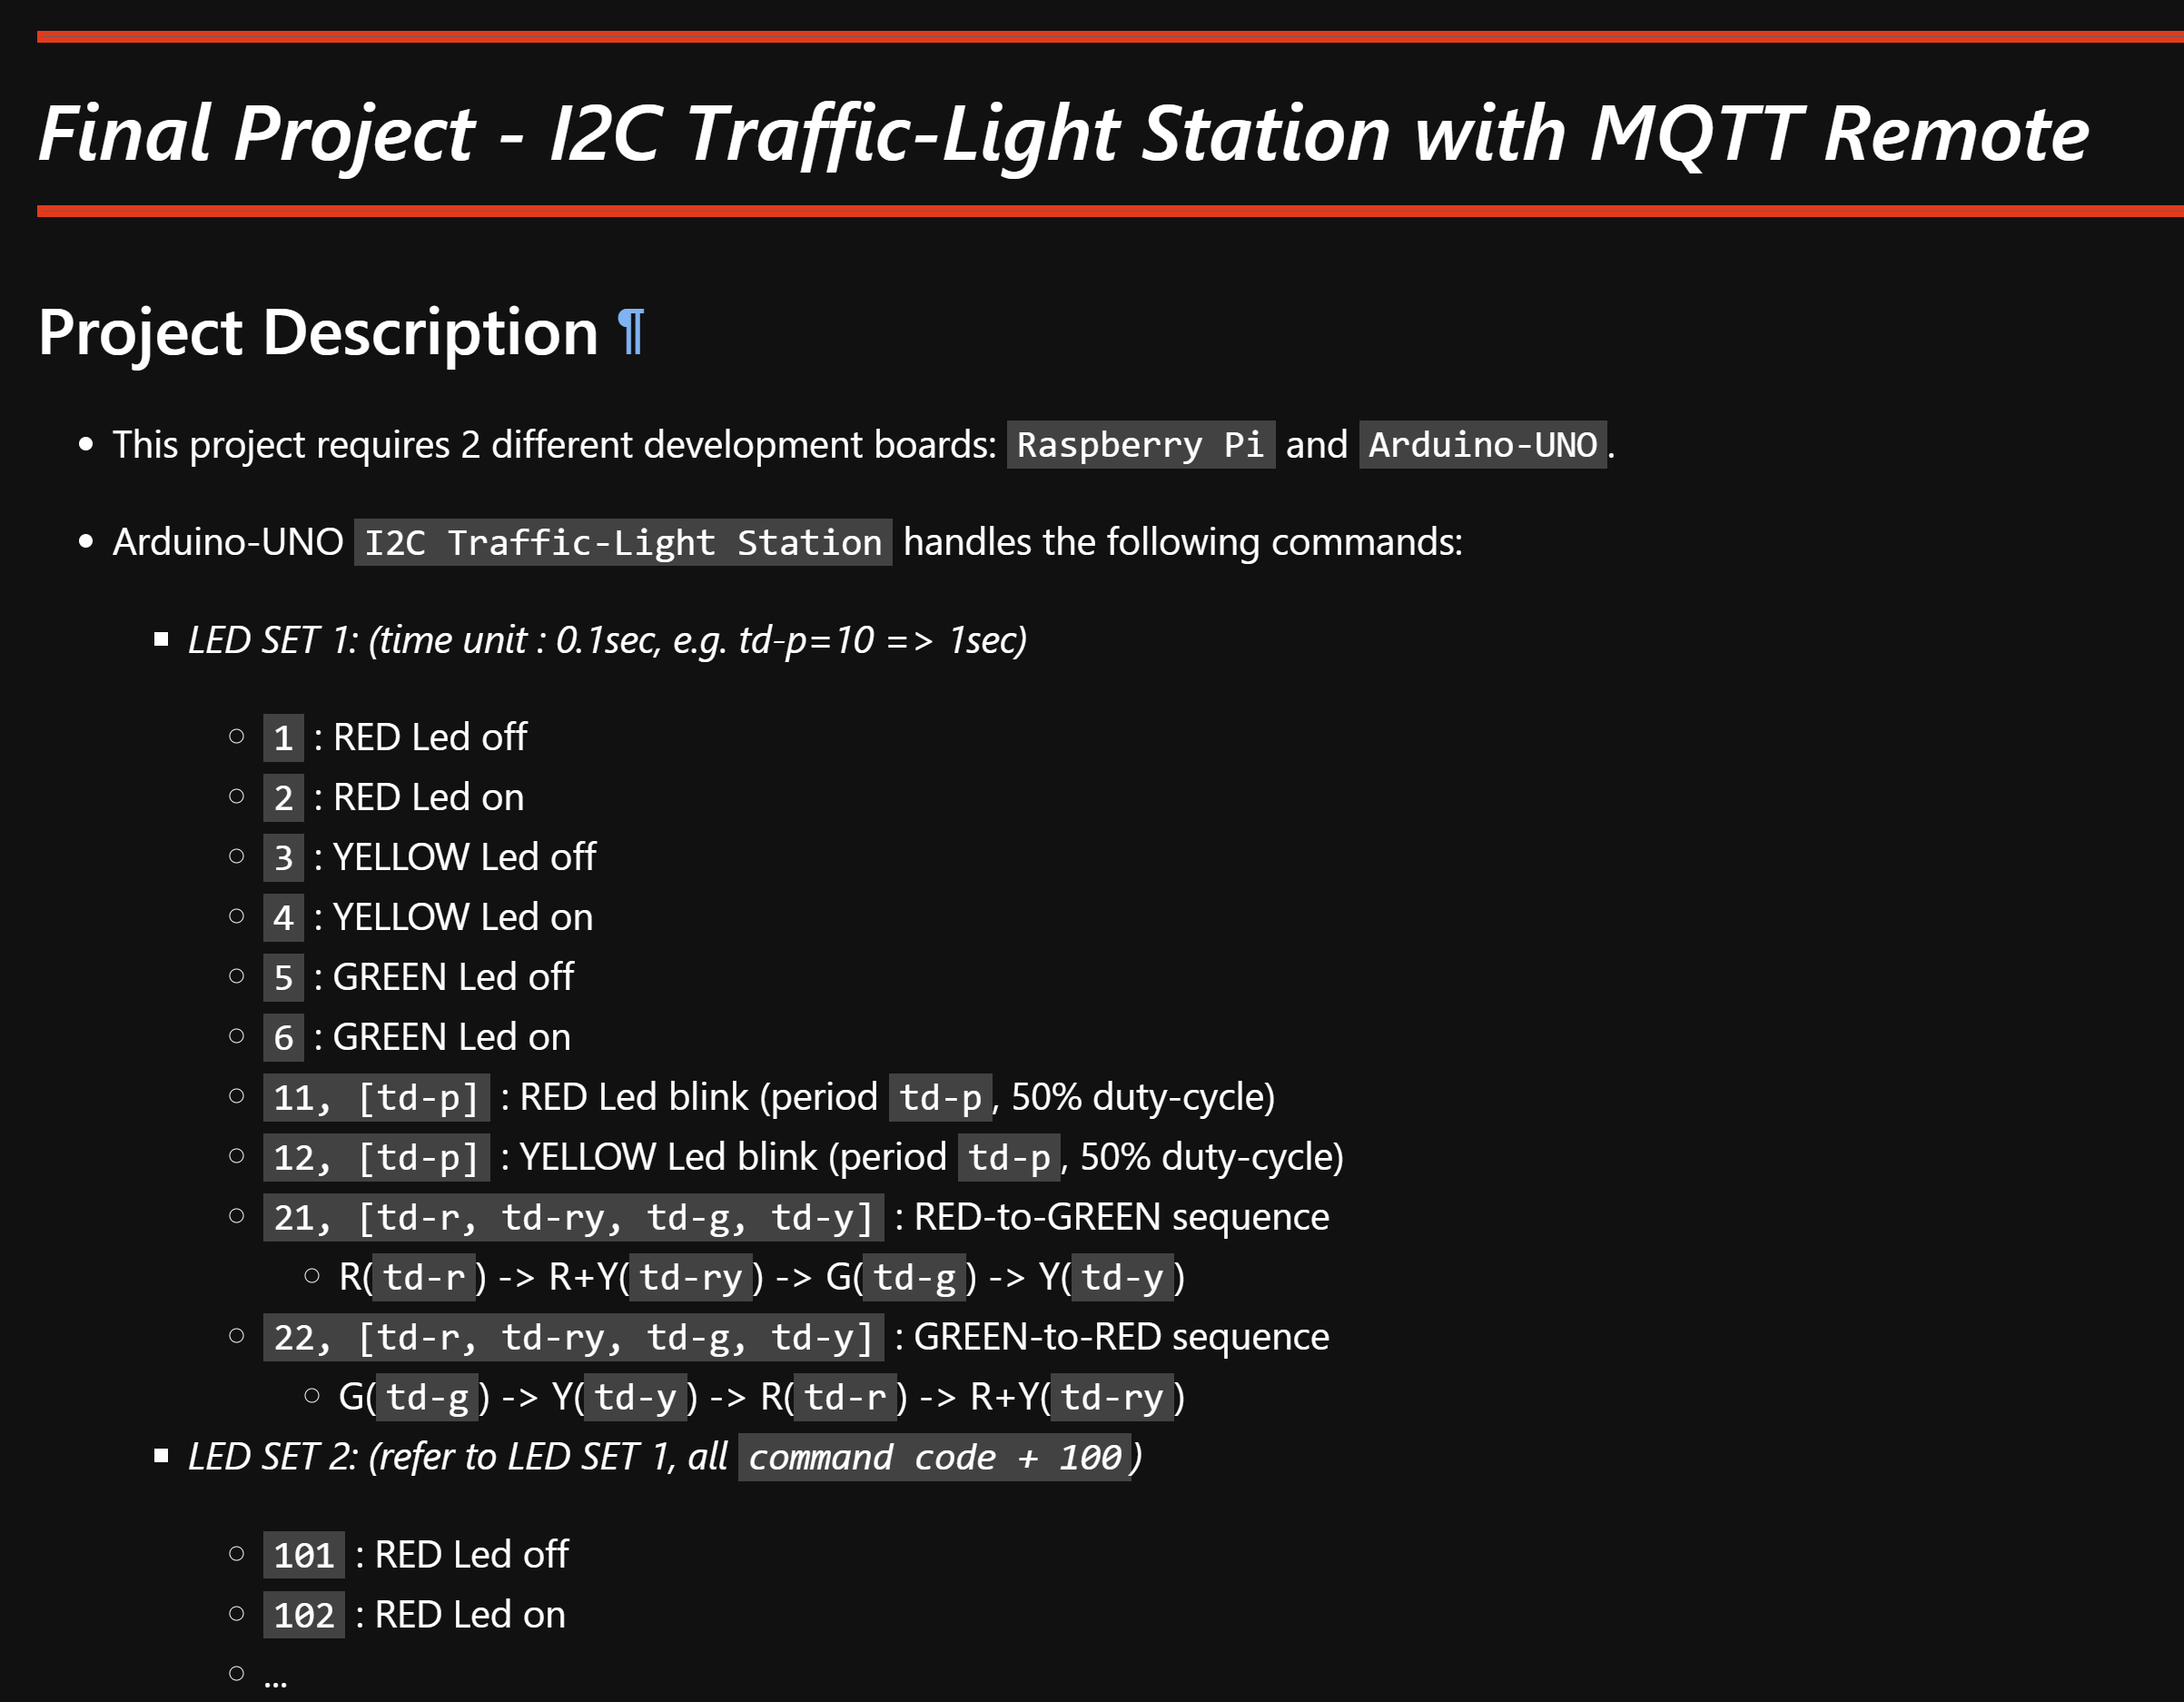 Final Project - I2C Traffic-Light Station with MQTT Remote
Project Description ¶
This project requires 2 different development boards: Raspberry Pi and Arduino-UNO.
Arduino-UNO I2C Traffic-Light Station handles the following commands:
LED SET 1: (time unit : 0.1sec, e.g. td-p=10 => 1sec)
1 : RED Led off
2 : RED Led on
3 : YELLOW Led off
4 : YELLOW Led on
5 : GREEN Led off
6 : GREEN Led on
11, [td-p] : RED Led blink (period td-p, 50% duty-cycle)
12, [td-p] : YELLOW Led blink (period td-p, 50% duty-cycle)
21, [td-r, td-ry, td-g, td-y] : RED-to-GREEN sequence
R(td-r) -> R+Y(td-ry) -> G(td-g) -> Y(td-y)
22, [td-r, td-ry, td-g, td-y] : GREEN-to-RED sequence
G(td-g) -> Y(td-y) -> R(td-r) -> R+Y(td-ry)
LED SET 2: (refer to LED SET 1, all command code + 100)
101 : RED Led off
102 : RED Led on
...